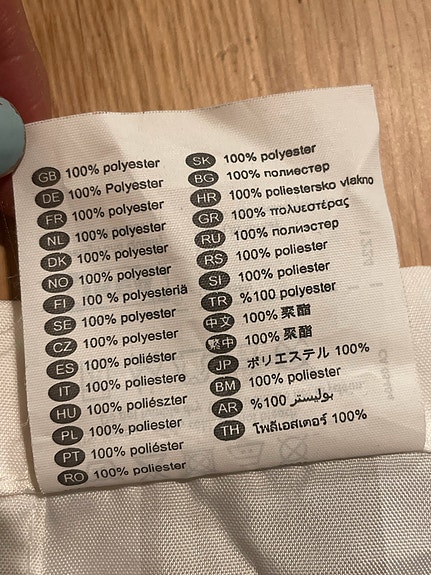 GB 100% polyester
DE 100% Polyester
FR 100% polyester
NL 100% polyester
DK 100% polyester
NO 100% polyester
FI 100 % polyesteriä
SE 100% polyester
CZ 100% polyester
ES 100% poliéster
IT 100% poliestere
HU 100% poliészter
PL 100% poliester
PT 100% poliéster
RO 100% poliester
SK 100% polyester
BG 100% полиестер
HR 100% poliestersko vlakno
GR 100% πολυεστέρας
RU 100% полиэстер
RS 100% poliester
SI 100% poliester
TR %100 polyester
中文 100% 聚酯
繁中 100% 聚酯
JP ポリエステル 100%
BM 100% poliester
AR %100 بوليستر
TH โพลีเอสเตอร์ 100%